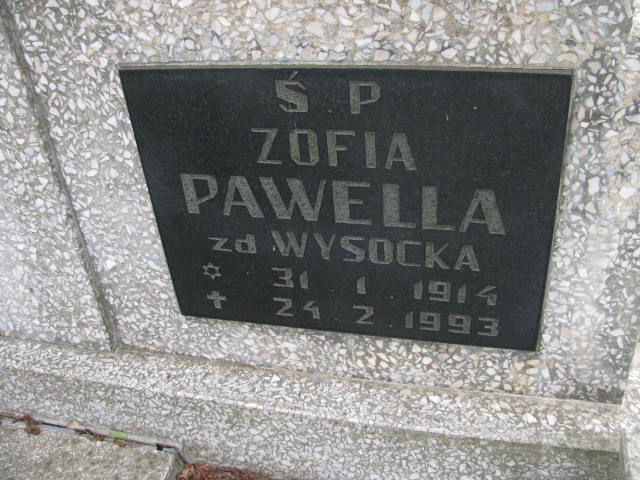 Ś P
ZOFIA
PAWELLA
zd WYSOCKA
✡ 31 1 1914
✝ 24 2 1993